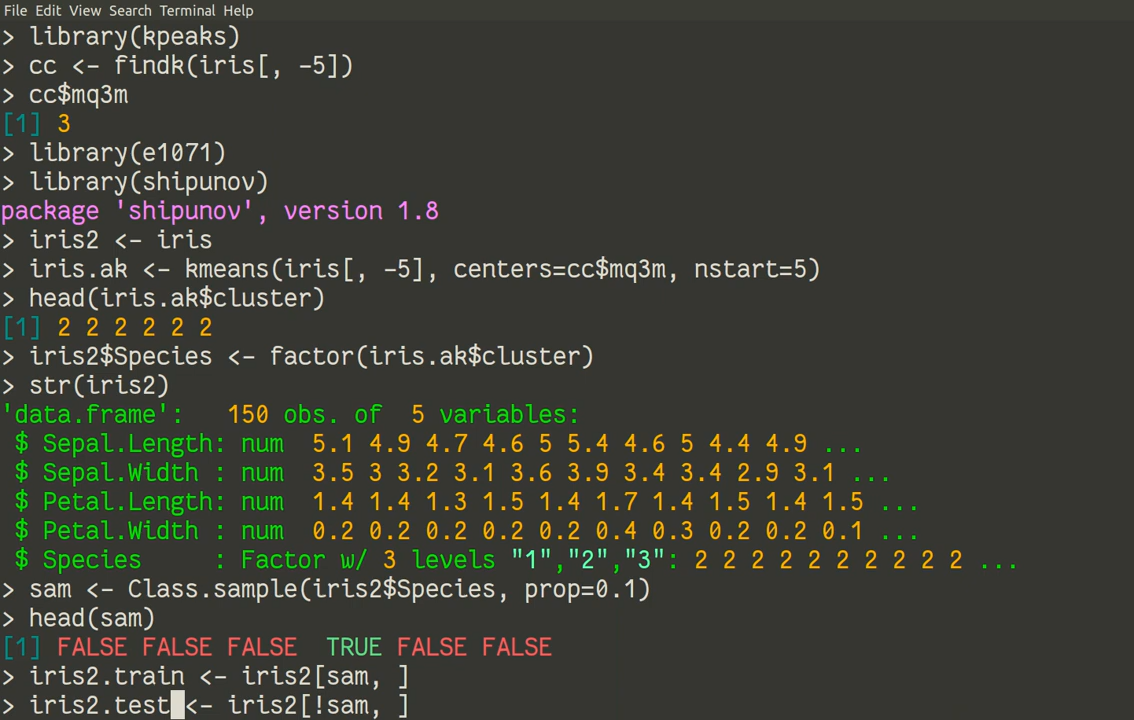 File Edit View Search Terminal Help
> library(kpeaks)
> cc <- findk(iris[, -5])
> cc$mq3m
[1] 3
> library(e1071)
> library(shipunov)
package 'shipunov', version 1.8
> iris2 <- iris
> iris.ak <- kmeans(iris[, -5], centers=cc$mq3m, nstart=5)
> head(iris.ak$cluster)
[1] 2 2 2 2 2 2
> iris2$Species <- factor(iris.ak$cluster)
> str(iris2)
'data.frame':   150 obs. of  5 variables:
 $ Sepal.Length: num  5.1 4.9 4.7 4.6 5 5.4 4.6 5 4.4 4.9 ...
 $ Sepal.Width : num  3.5 3 3.2 3.1 3.6 3.9 3.4 3.4 2.9 3.1 ...
 $ Petal.Length: num  1.4 1.4 1.3 1.5 1.4 1.7 1.4 1.5 1.4 1.5 ...
 $ Petal.Width : num  0.2 0.2 0.2 0.2 0.2 0.4 0.3 0.2 0.2 0.1 ...
 $ Species     : Factor w/ 3 levels "1","2","3": 2 2 2 2 2 2 2 2 2 2 ...
> sam <- Class.sample(iris2$Species, prop=0.1)
> head(sam)
[1] FALSE FALSE FALSE  TRUE FALSE FALSE
> iris2.train <- iris2[sam, ]
> iris2.test <- iris2[!sam, ]